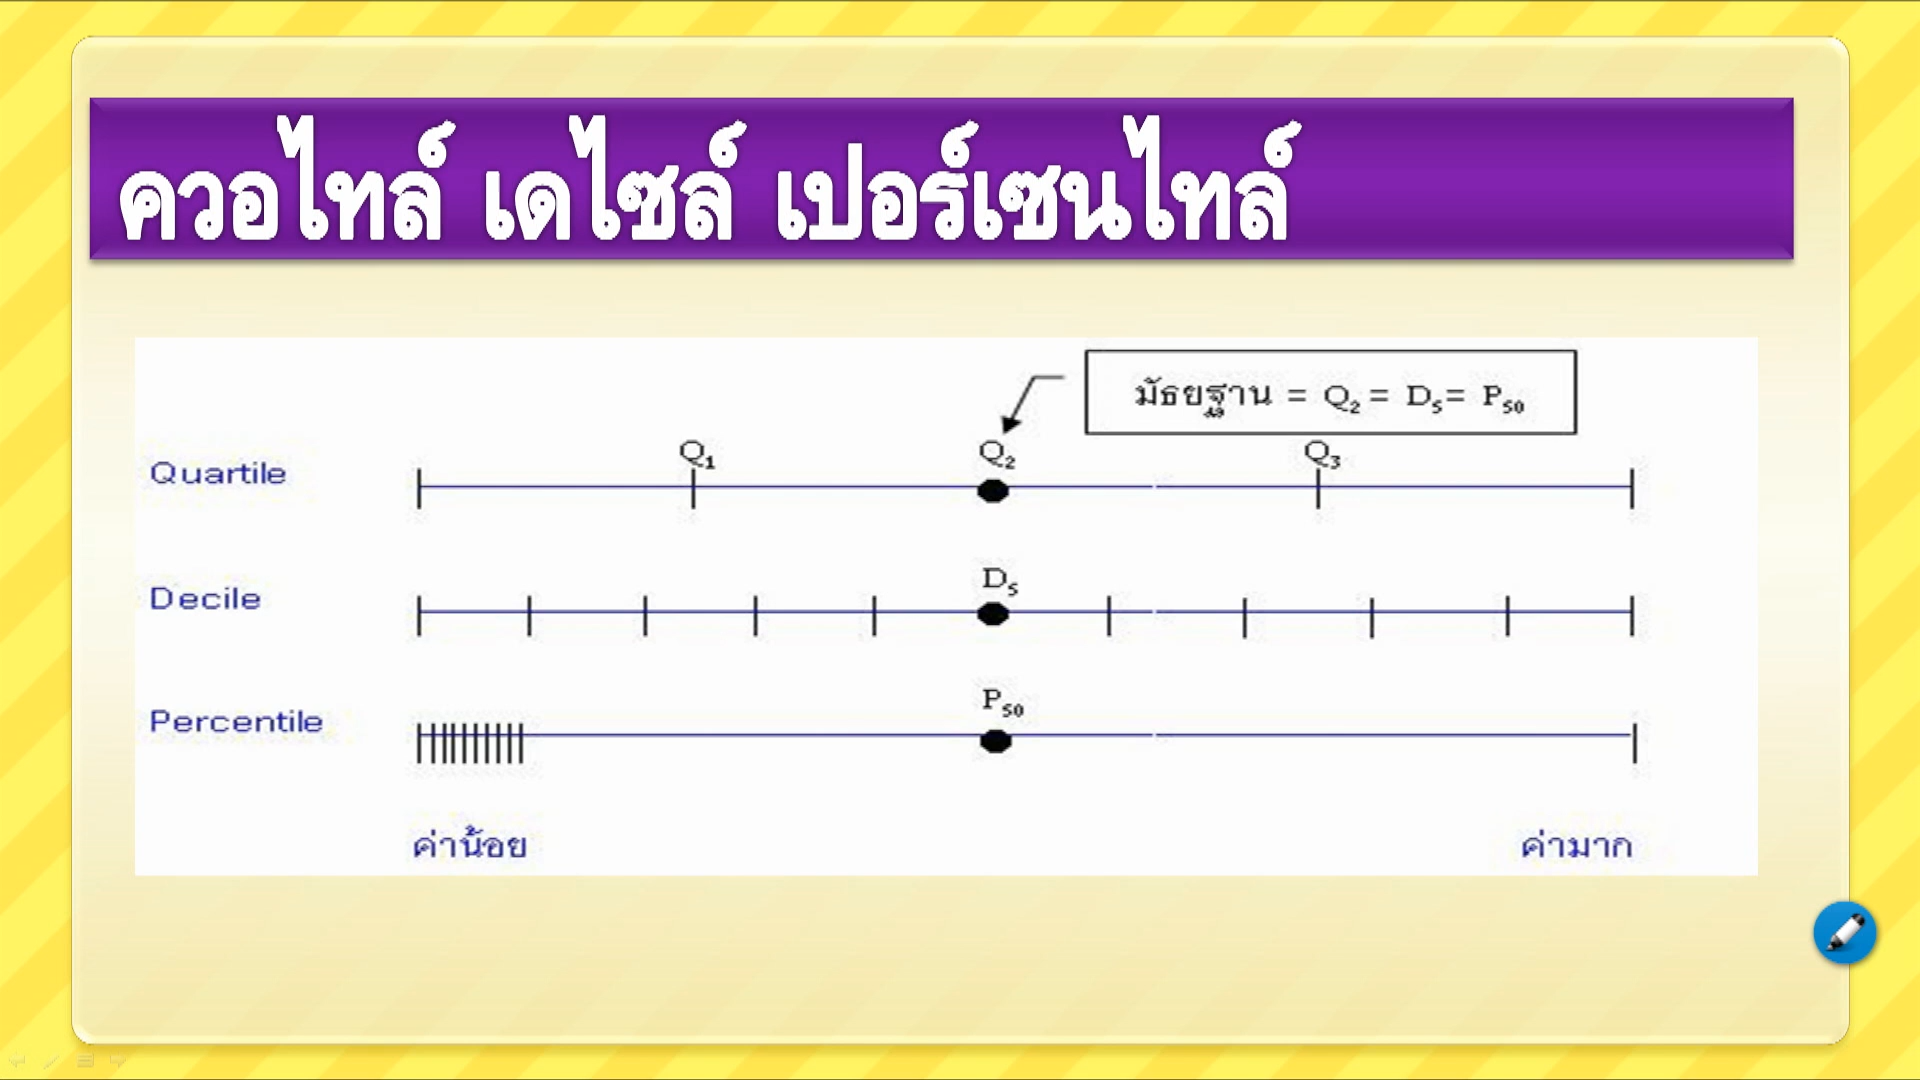 ควอไทล์ เดไซล์ เปอร์เซนไทล์
มัธยฐาน = Q₂ = D₅ = P₅₀
Quartile
Q₁ Q₂ Q₃
Decile
D₅
Percentile
P₅₀
ค่าน้อย ค่ามาก